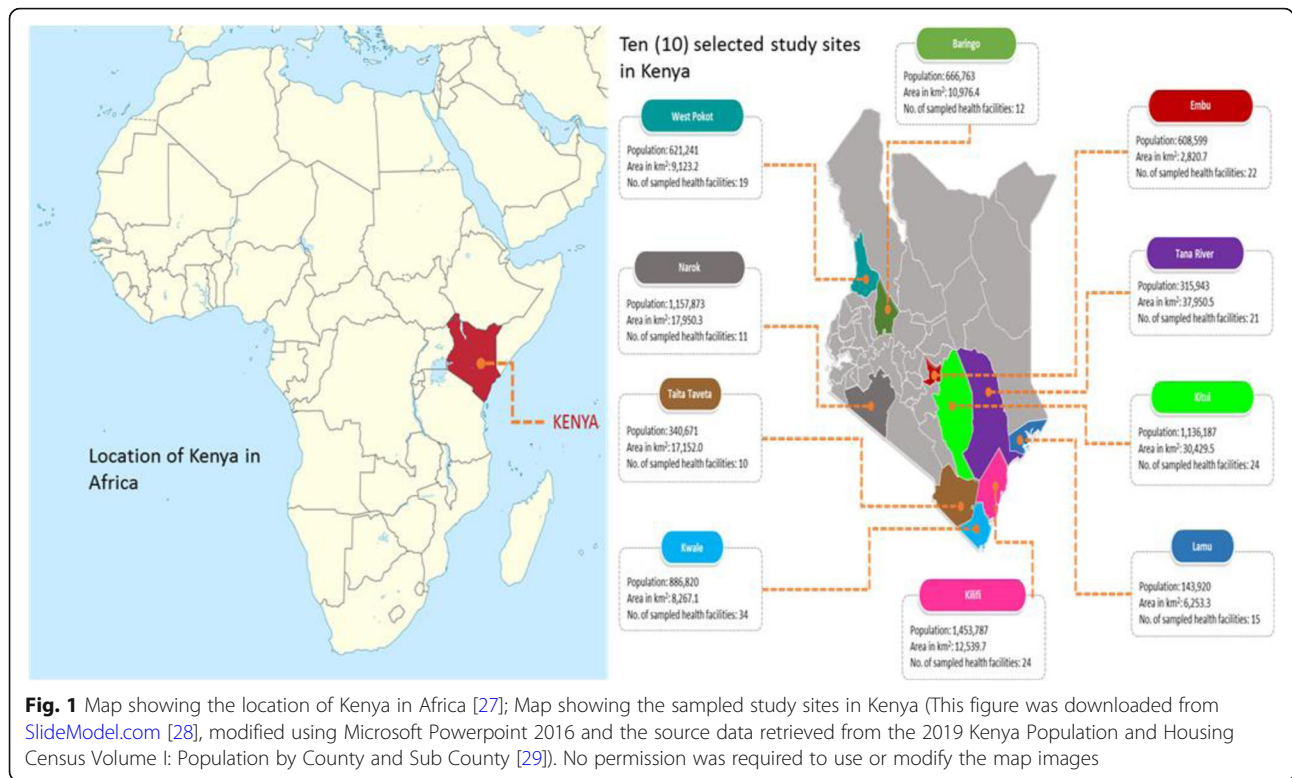 Location of Kenya in
Africa
KENYA
Ten (10) selected study sites
in Kenya
Baringo
Population: 666,763
Area in km²: 10,976.4
No. of sampled health facilities: 12
West Pokot
Population: 621,241
Area in km²: 9,123.2
No. of sampled health facilities: 19
Embu
Population: 608,599
Area in km²: 2,820.7
No. of sampled health facilities: 22
Narok
Population: 1,157,873
Area in km²: 17,950.3
No. of sampled health facilities: 11
Tana River
Population: 315,943
Area in km²: 37,950.5
No. of sampled health facilities: 21
Taita Taveta
Population: 340,671
Area in km²: 17,152.0
No. of sampled health facilities: 10
Kitui
Population: 1,136,187
Area in km²: 30,429.5
No. of sampled health facilities: 24
Kwale
Population: 886,820
Area in km²: 8,267.1
No. of sampled health facilities: 34
Kilifi
Population: 1,453,787
Area in km²: 12,539.7
No. of sampled health facilities: 24
Lamu
Population: 143,920
Area in km²: 6,253.3
No. of sampled health facilities: 15
Fig. 1 Map showing the location of Kenya in Africa [27]; Map showing the sampled study sites in Kenya (This figure was downloaded from
SlideModel.com [28], modified using Microsoft Powerpoint 2016 and the source data retrieved from the 2019 Kenya Population and Housing
Census Volume I: Population by County and Sub County [29]). No permission was required to use or modify the map images